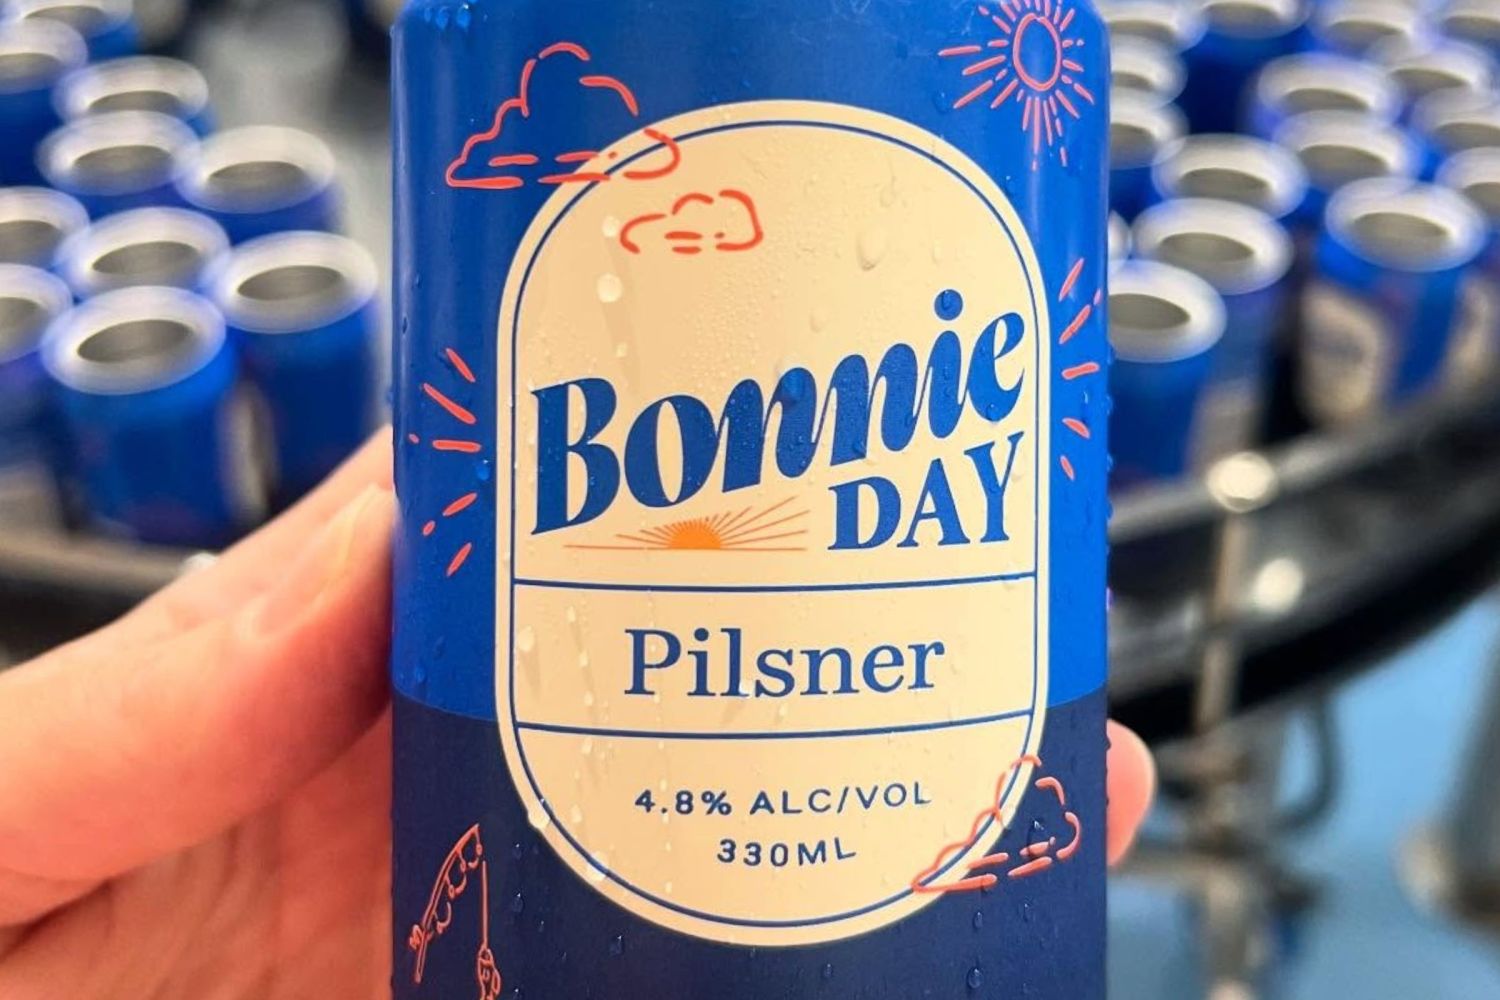 Bonnie
DAY
Pilsner
4.8% ALC/VOL
330ML